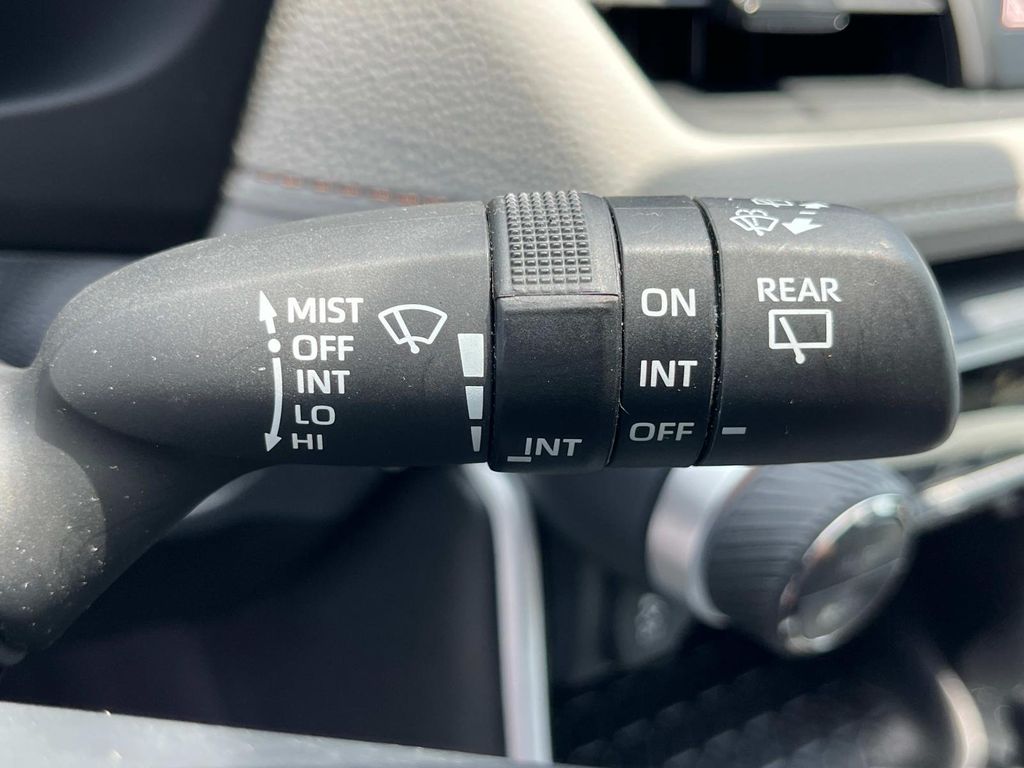 MIST
OFF
INT
LO
HI
INT
ON
INT
OFF
REAR